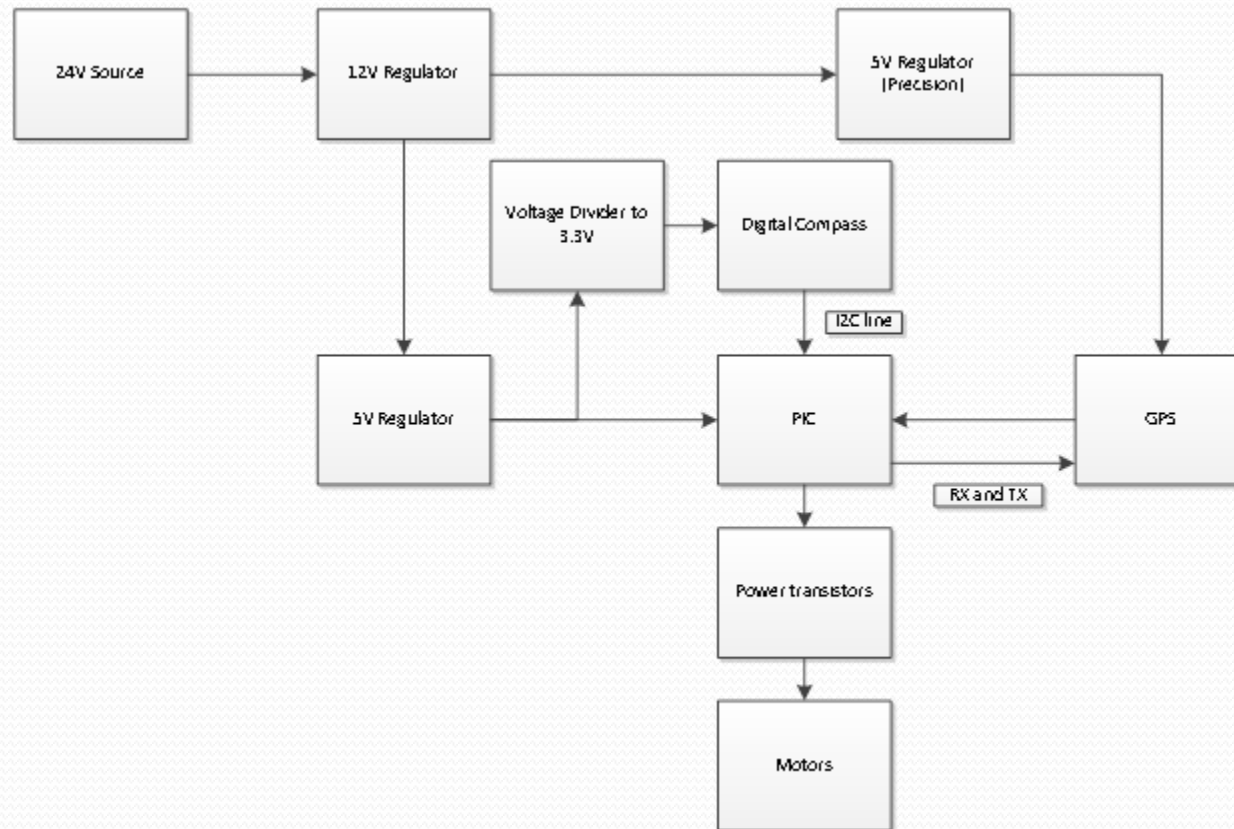 24V Source
12V Regulator
5V Regulator
(Precision)
Voltage Divider to
3.3V
Digital Compass
I2C line
5V Regulator
PIC
GPS
RX and TX
Power transistors
Motors